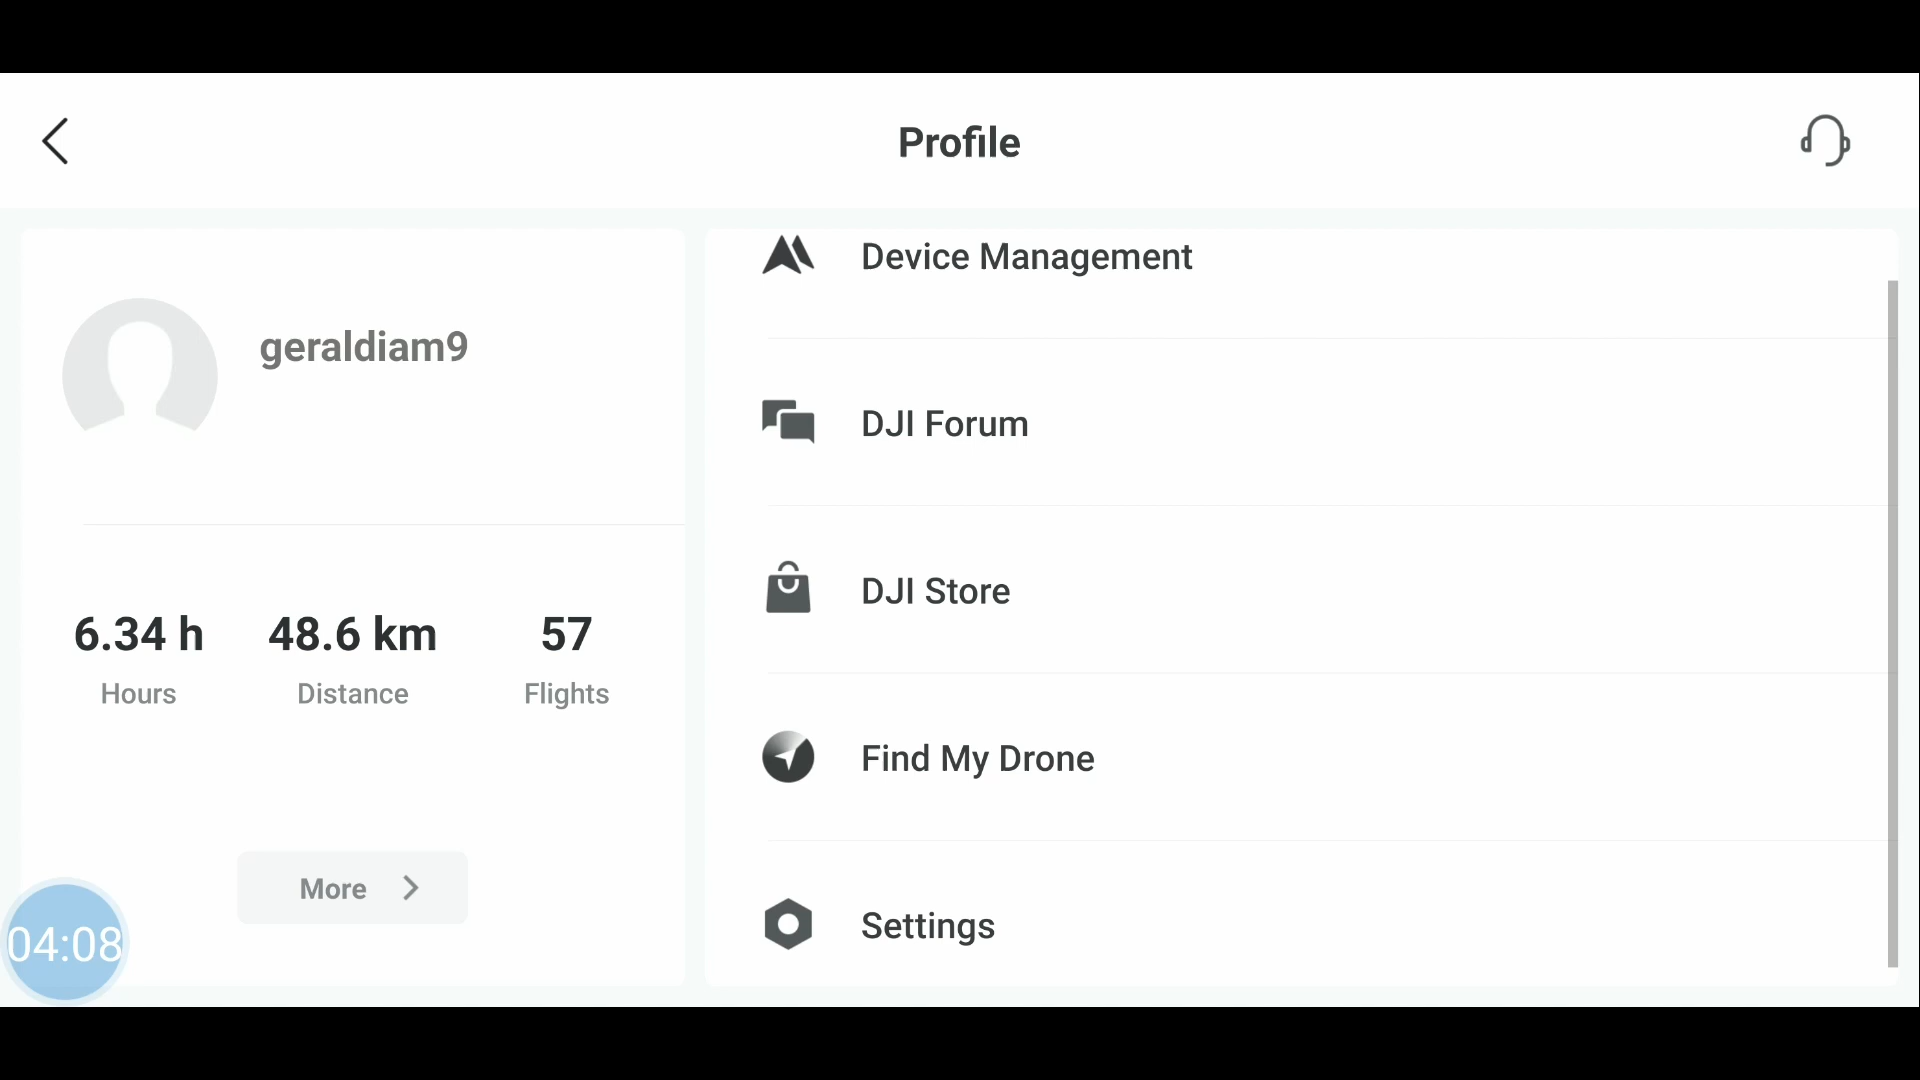 Profile
geraldiam9
6.34 h 48.6 km 57
Hours Distance Flights
More
04:08
Device Management
DJI Forum
DJI Store
Find My Drone
Settings